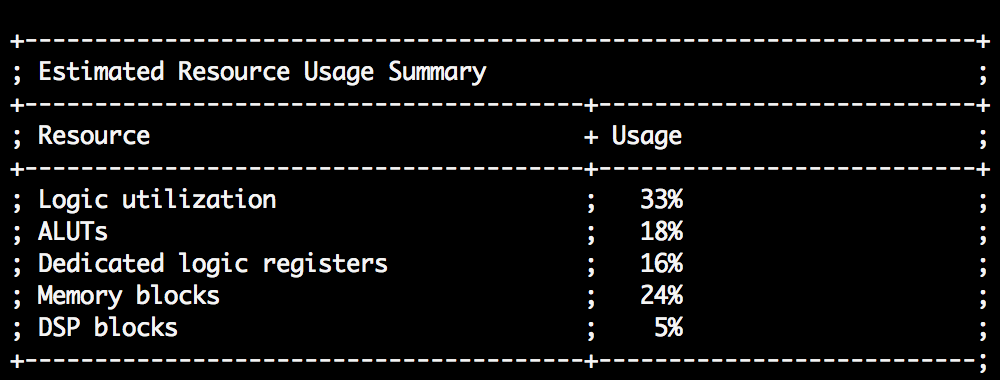 +--------------------------------------------------------------------+
; Estimated Resource Usage Summary                                   ;
+----------------------------------------+---------------------------+
; Resource                               + Usage                     ;
+----------------------------------------+---------------------------+
; Logic utilization                      ;   33%                     ;
; ALUTs                                  ;   18%                     ;
; Dedicated logic registers              ;   16%                     ;
; Memory blocks                          ;   24%                     ;
; DSP blocks                             ;    5%                     ;
+----------------------------------------+---------------------------;